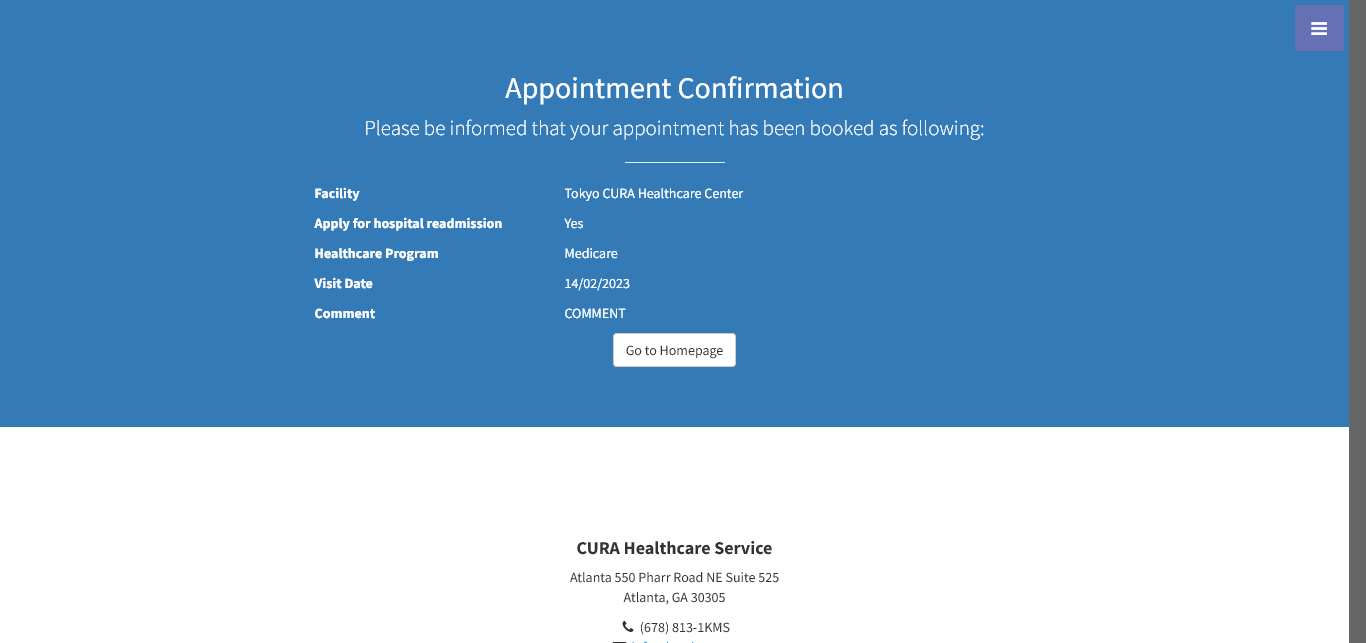 Appointment Confirmation
Please be informed that your appointment has been booked as following:
Facility Tokyo CURA Healthcare Center
Apply for hospital readmission Yes
Healthcare Program Medicare
Visit Date 14/02/2023
Comment COMMENT
Go to Homepage
CURA Healthcare Service
Atlanta 550 Pharr Road NE Suite 525
Atlanta, GA 30305
(678) 813-1KMS